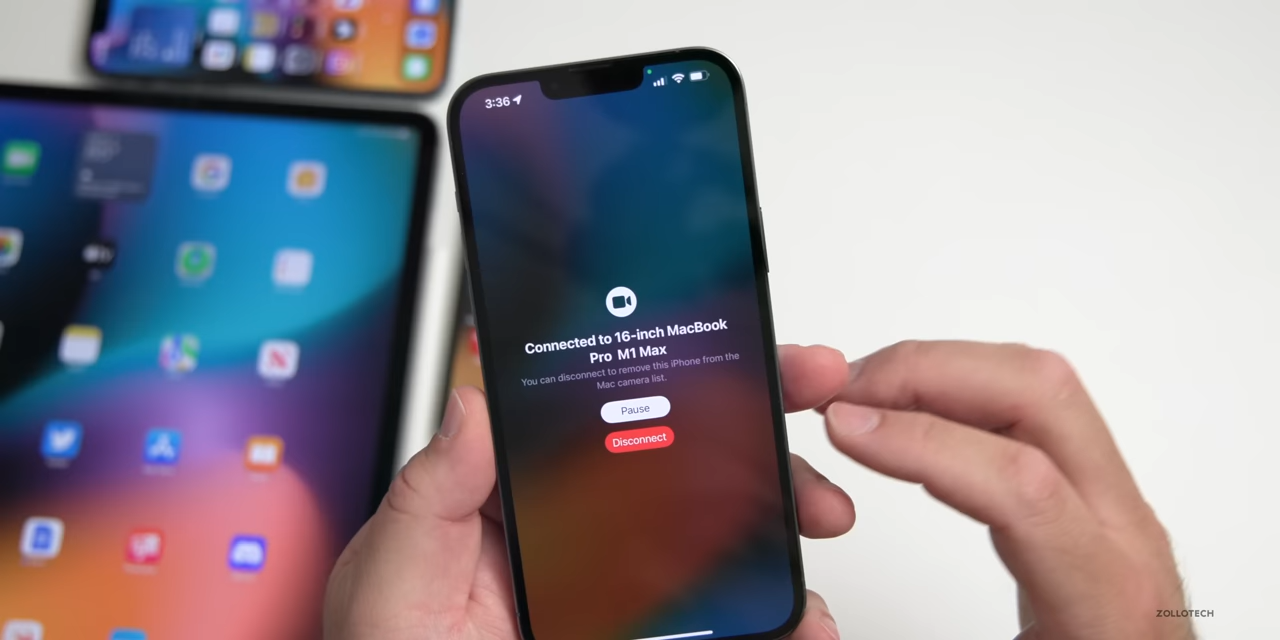 3:36
Connected to 16-inch MacBook
Pro M1 Max
You can disconnect to remove this iPhone from the
Mac camera list.
Pause
Disconnect
ZOLLOTECH